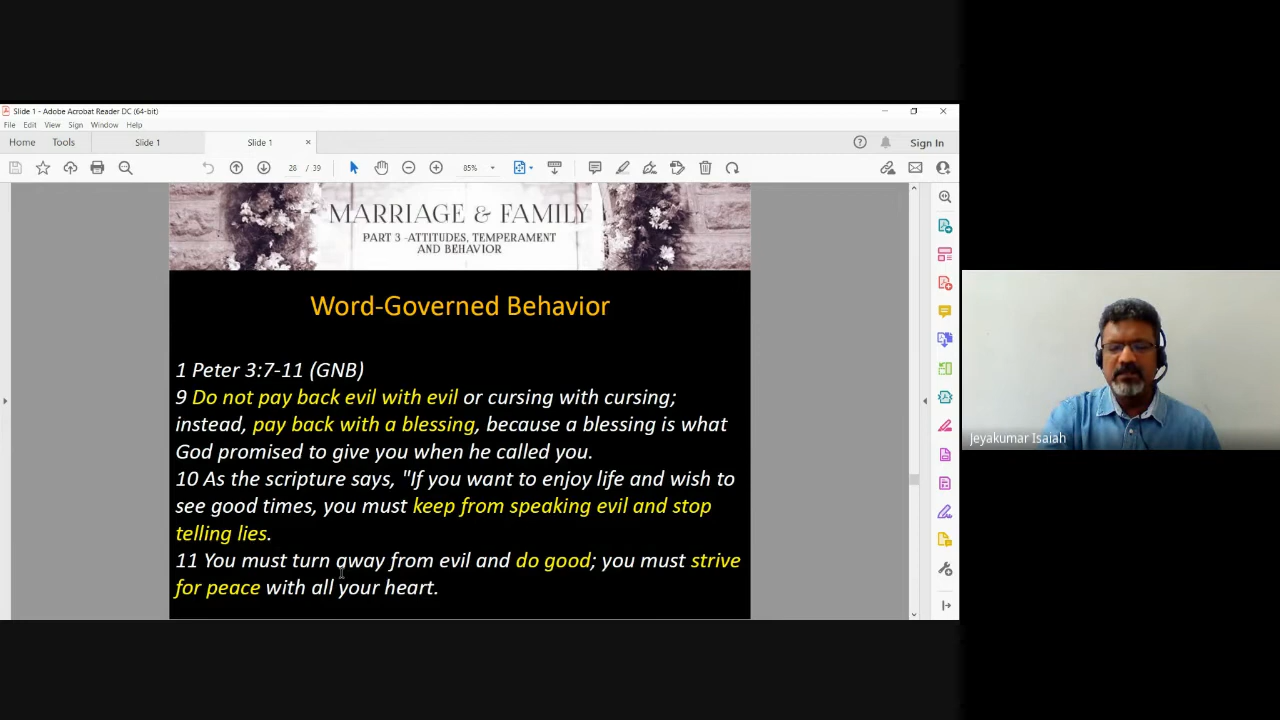 Slide 1 - Adobe Acrobat Reader DC (64-bit)
File Edit View Sign Window Help
Home Tools Slide 1 Slide 1 × Sign In
28 / 39 85%
MARRIAGE & FAMILY
PART 3 -ATTITUDES, TEMPERAMENT
AND BEHAVIOR
Word-Governed Behavior
1 Peter 3:7-11 (GNB)
9 Do not pay back evil with evil or cursing with cursing;
instead, pay back with a blessing, because a blessing is what
God promised to give you when he called you.
10 As the scripture says, "If you want to enjoy life and wish to
see good times, you must keep from speaking evil and stop
telling lies.
11 You must turn away from evil and do good; you must strive
for peace with all your heart.
Jeyakumar Isaiah